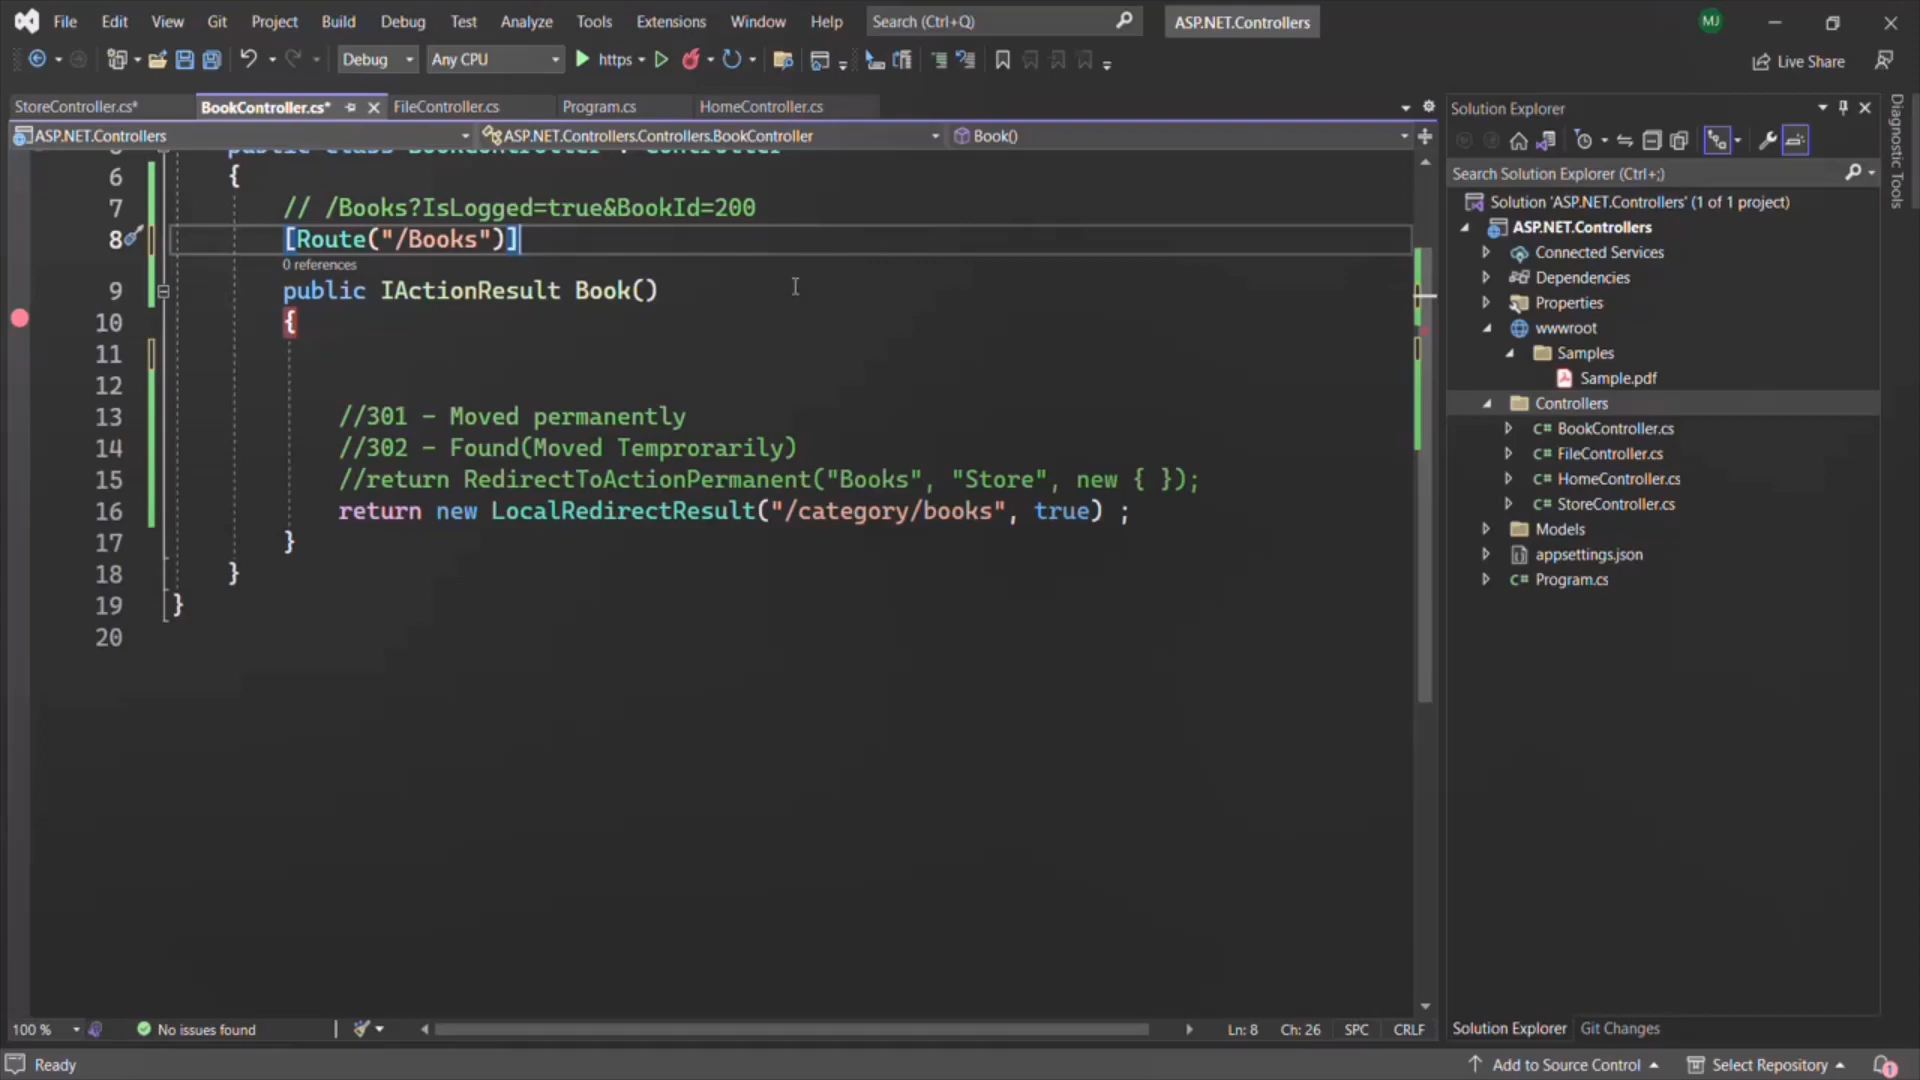 File Edit View Git Project Build Debug Test Analyze Tools Extensions Window Help Search (Ctrl+Q) ASP.NET.Controllers MJ
Debug Any CPU https Live Share
StoreController.cs* BookController.cs* FileController.cs Program.cs HomeController.cs
ASP.NET.Controllers ASP.NET.Controllers.Controllers.BookController Book()
public class BookController : Controller
6 {
7 // /Books?IsLogged=true&BookId=200
8 [Route("/Books")]
0 references
9 public IActionResult Book()
10 {
11
12
13 //301 - Moved permanently
14 //302 - Found(Moved Temprorarily)
15 //return RedirectToActionPermanent("Books", "Store", new { });
16 return new LocalRedirectResult("/category/books", true) ;
17 }
18 }
19 }
20
100 % No issues found Ln: 8 Ch: 26 SPC CRLF
Solution Explorer
Search Solution Explorer (Ctrl+;)
Solution 'ASP.NET.Controllers' (1 of 1 project)
ASP.NET.Controllers
Connected Services
Dependencies
Properties
wwwroot
Samples
Sample.pdf
Controllers
C# BookController.cs
C# FileController.cs
C# HomeController.cs
C# StoreController.cs
Models
appsettings.json
C# Program.cs
Solution Explorer Git Changes
Diagnostic Tools
Ready Add to Source Control Select Repository 1